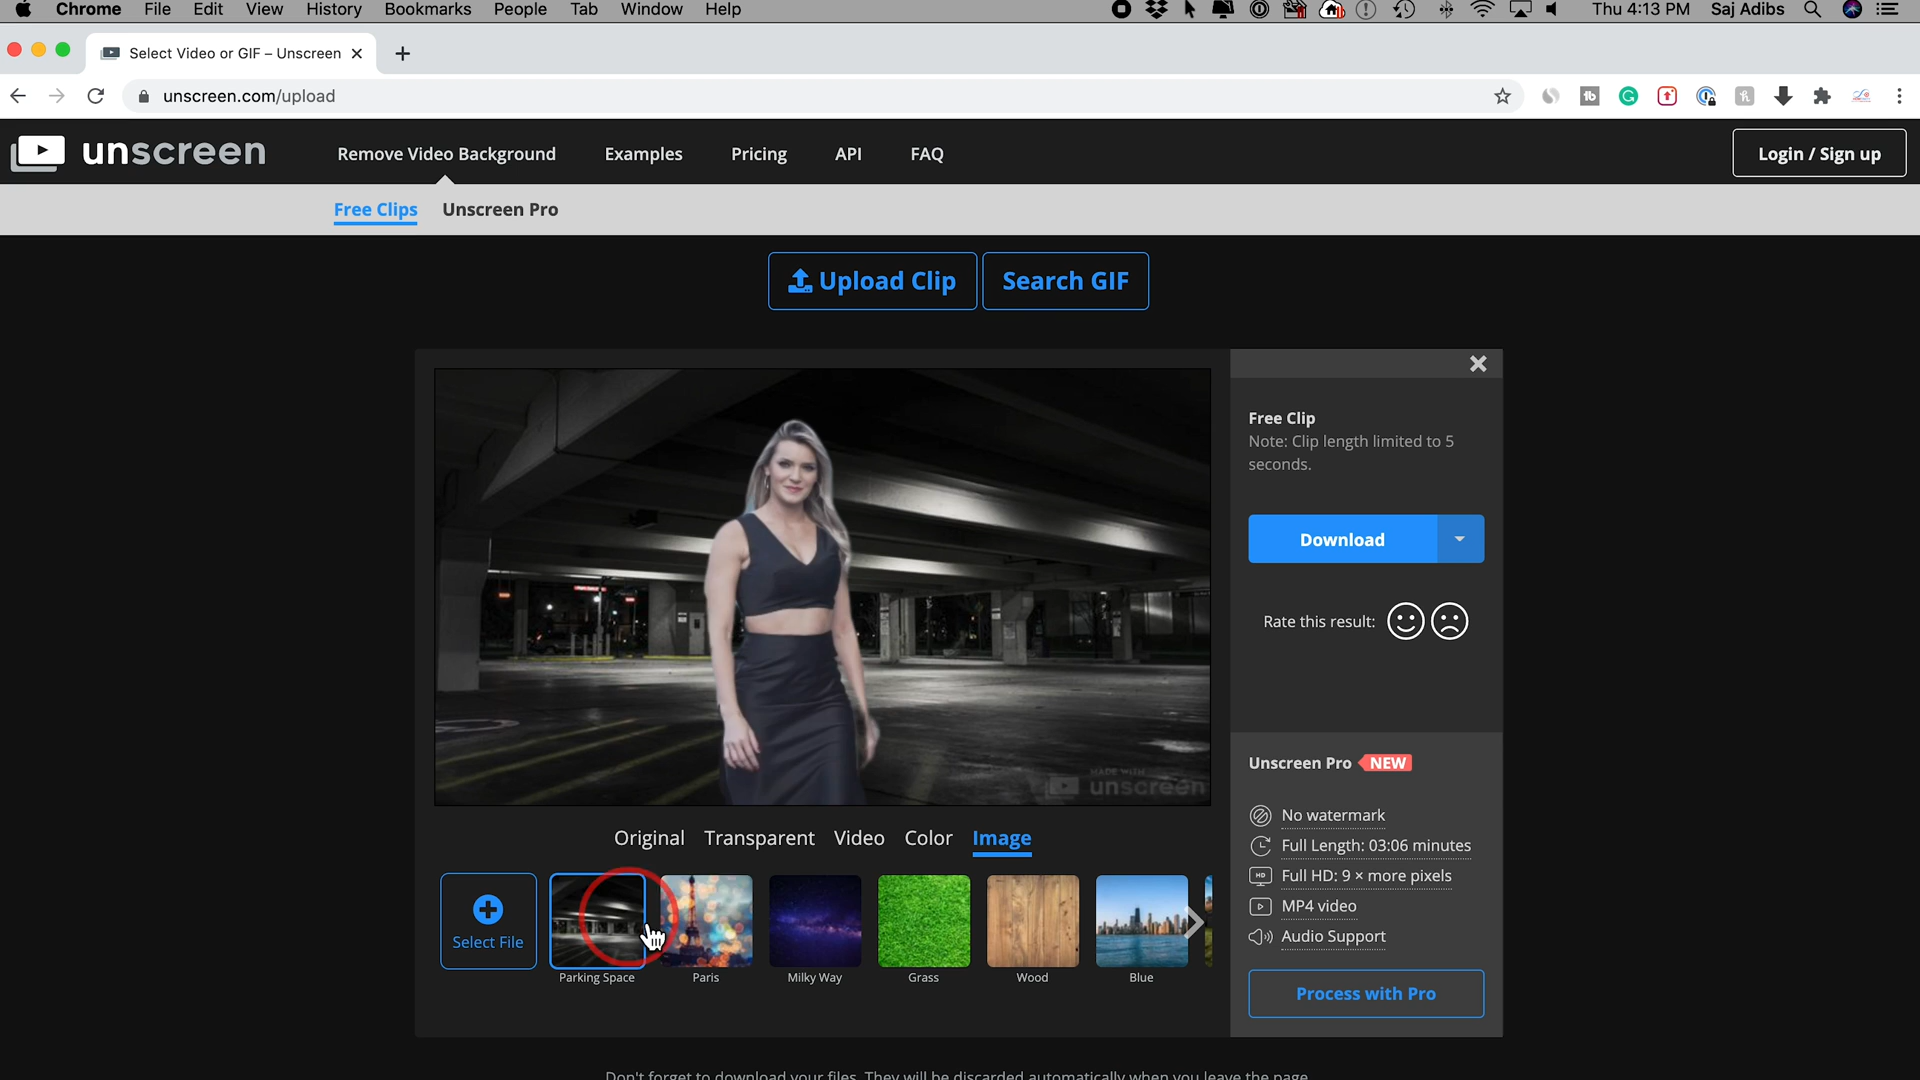 Chrome File Edit View History Bookmarks People Tab Window Help Thu 4:13 PM Saj Adibs
Select Video or GIF – Unscreen
unscreen.com/upload
unscreen Remove Video Background Examples Pricing API FAQ Login / Sign up
Free Clips Unscreen Pro
Upload Clip Search GIF
Free Clip
Note: Clip length limited to 5
seconds.
Download
Rate this result:
MADE WITH
unscreen
Original Transparent Video Color Image
Select File
Parking Space Paris Milky Way Grass Wood Blue
Unscreen Pro NEW
No watermark
Full Length: 03:06 minutes
HD Full HD: 9 × more pixels
MP4 video
Audio Support
Process with Pro
Don't forget to download your files. They will be discarded automatically when you leave the page.